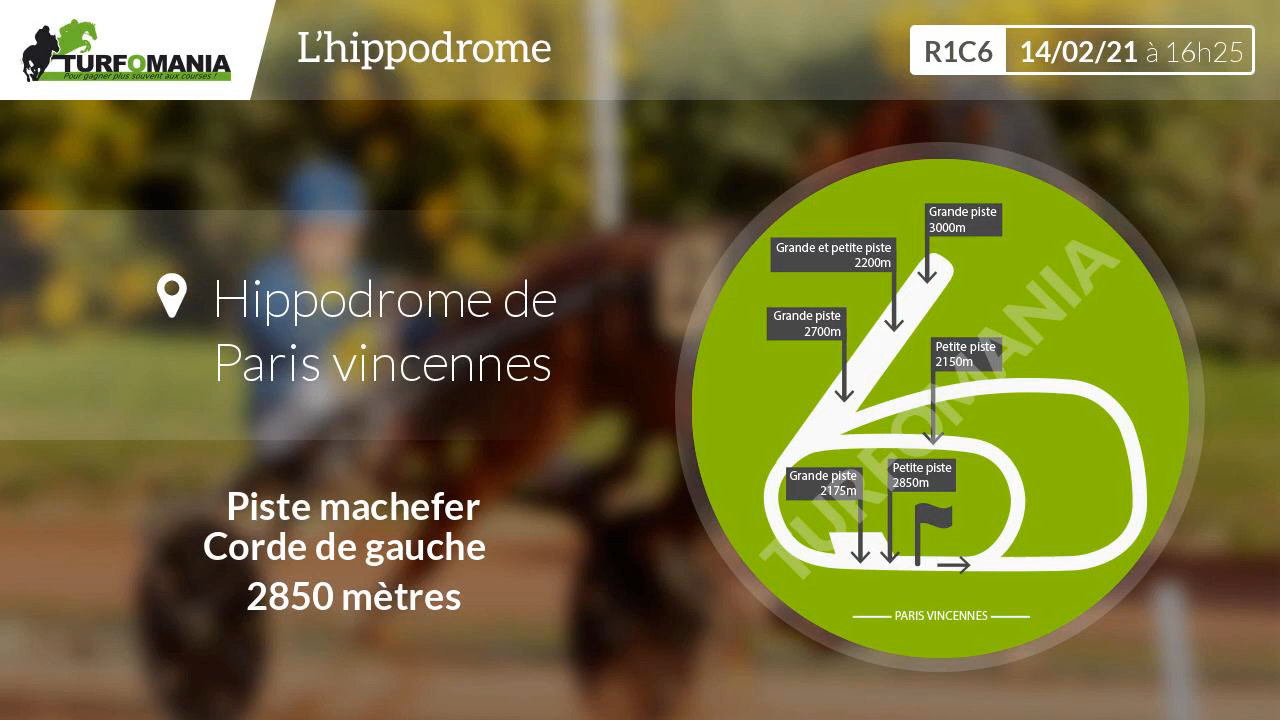 TURFOMANIA
Pour gagner plus souvent aux courses !
L'hippodrome
R1C6
14/02/21 à 16h25
Hippodrome de
Paris vincennes
Piste machefer
Corde de gauche
2850 mètres
Grande piste
3000m
Grande et petite piste
2200m
Grande piste
2700m
Petite piste
2150m
Grande piste
2175m
Petite piste
2850m
TURFOMANIA
PARIS VINCENNES